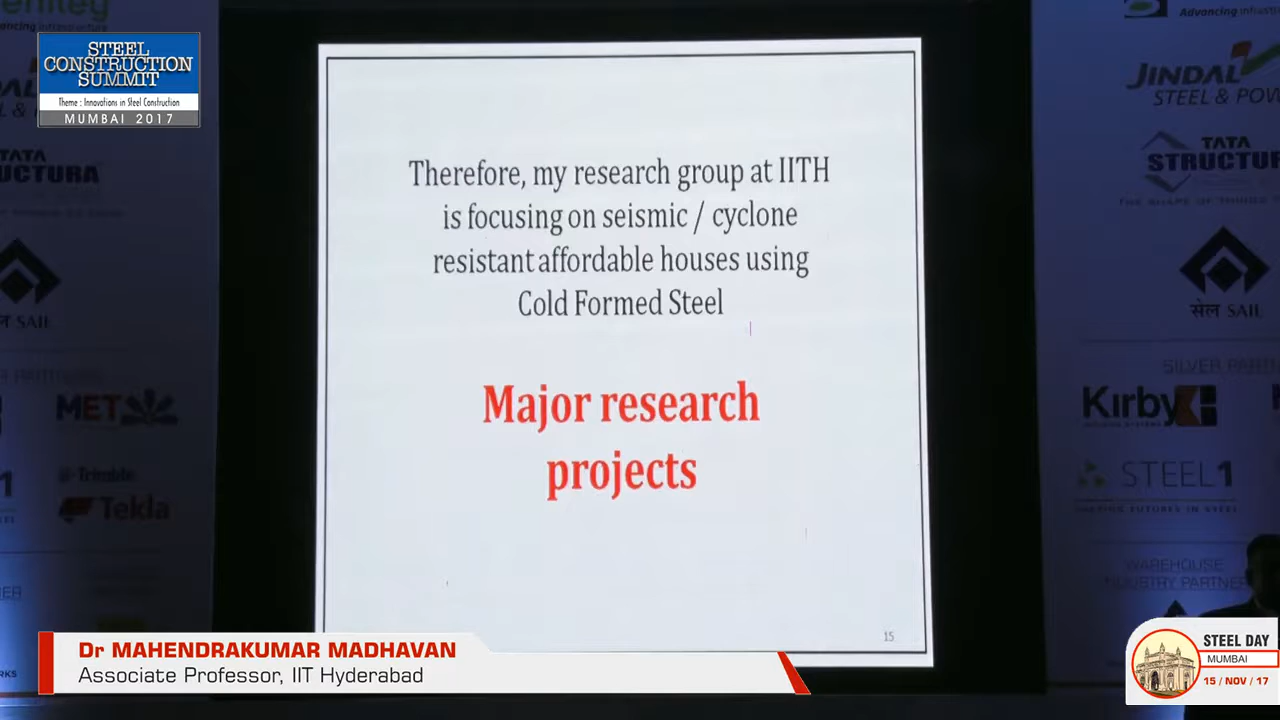 STEEL
CONSTRUCTION
SUMMIT
Theme : Innovations in Steel Construction
MUMBAI 2017
Advancing
JINDAL
STEEL &
TATA
TATA
SILVER
सेल SAIL
SAIL
MET
Trimble
Tekla
Kirby
STEEL 1
WAREHOUSE
INDUSTRY PARTNER
Therefore, my research group at IITH
is focusing on seismic / cyclone
resistant affordable houses using
Cold Formed Steel
Major research
projects
15
Dr MAHENDRAKUMAR MADHAVAN
Associate Professor, IIT Hyderabad
STEEL DAY
MUMBAI
15 / NOV / 17